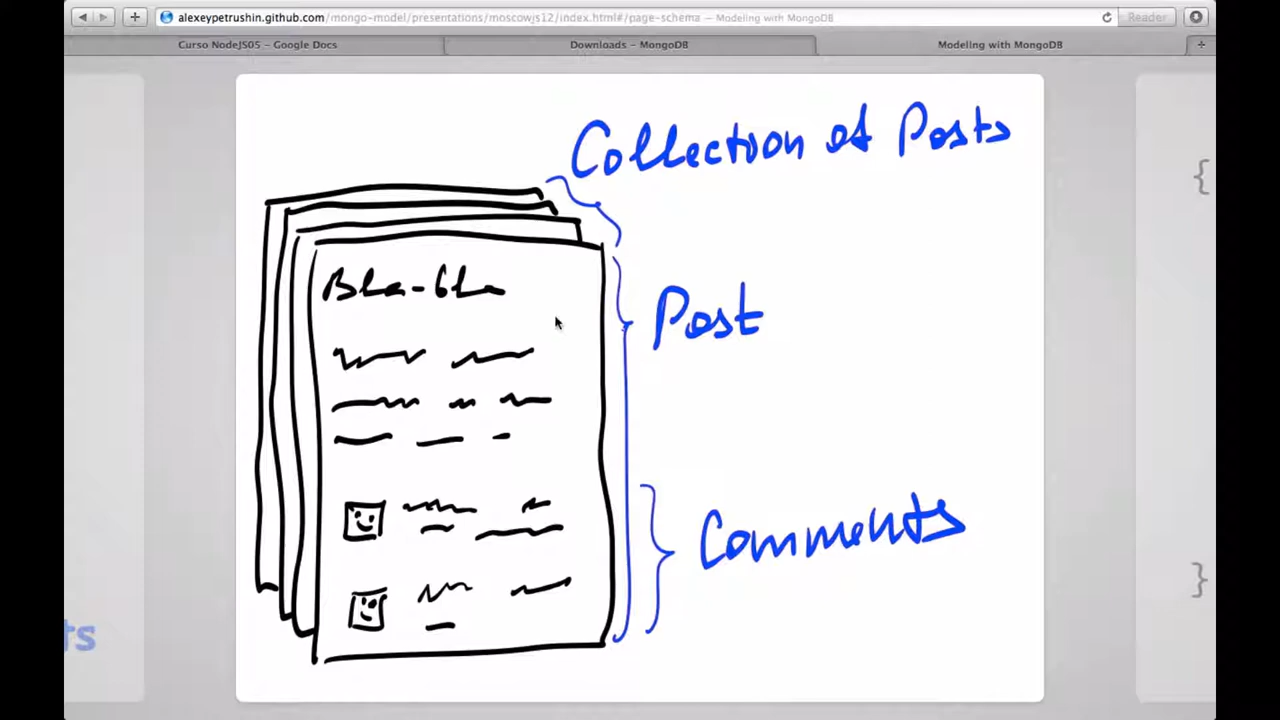 alexeypetrushin.github.com/mongo-model/presentations/moscowjs12/index.html#/page-schema — Modeling with MongoDB
Reader
Curso NodeJS05 – Google Docs
Downloads – MongoDB
Modeling with MongoDB
+
Collection of Posts
{
Bla-bla
Post
Comments
}
ts